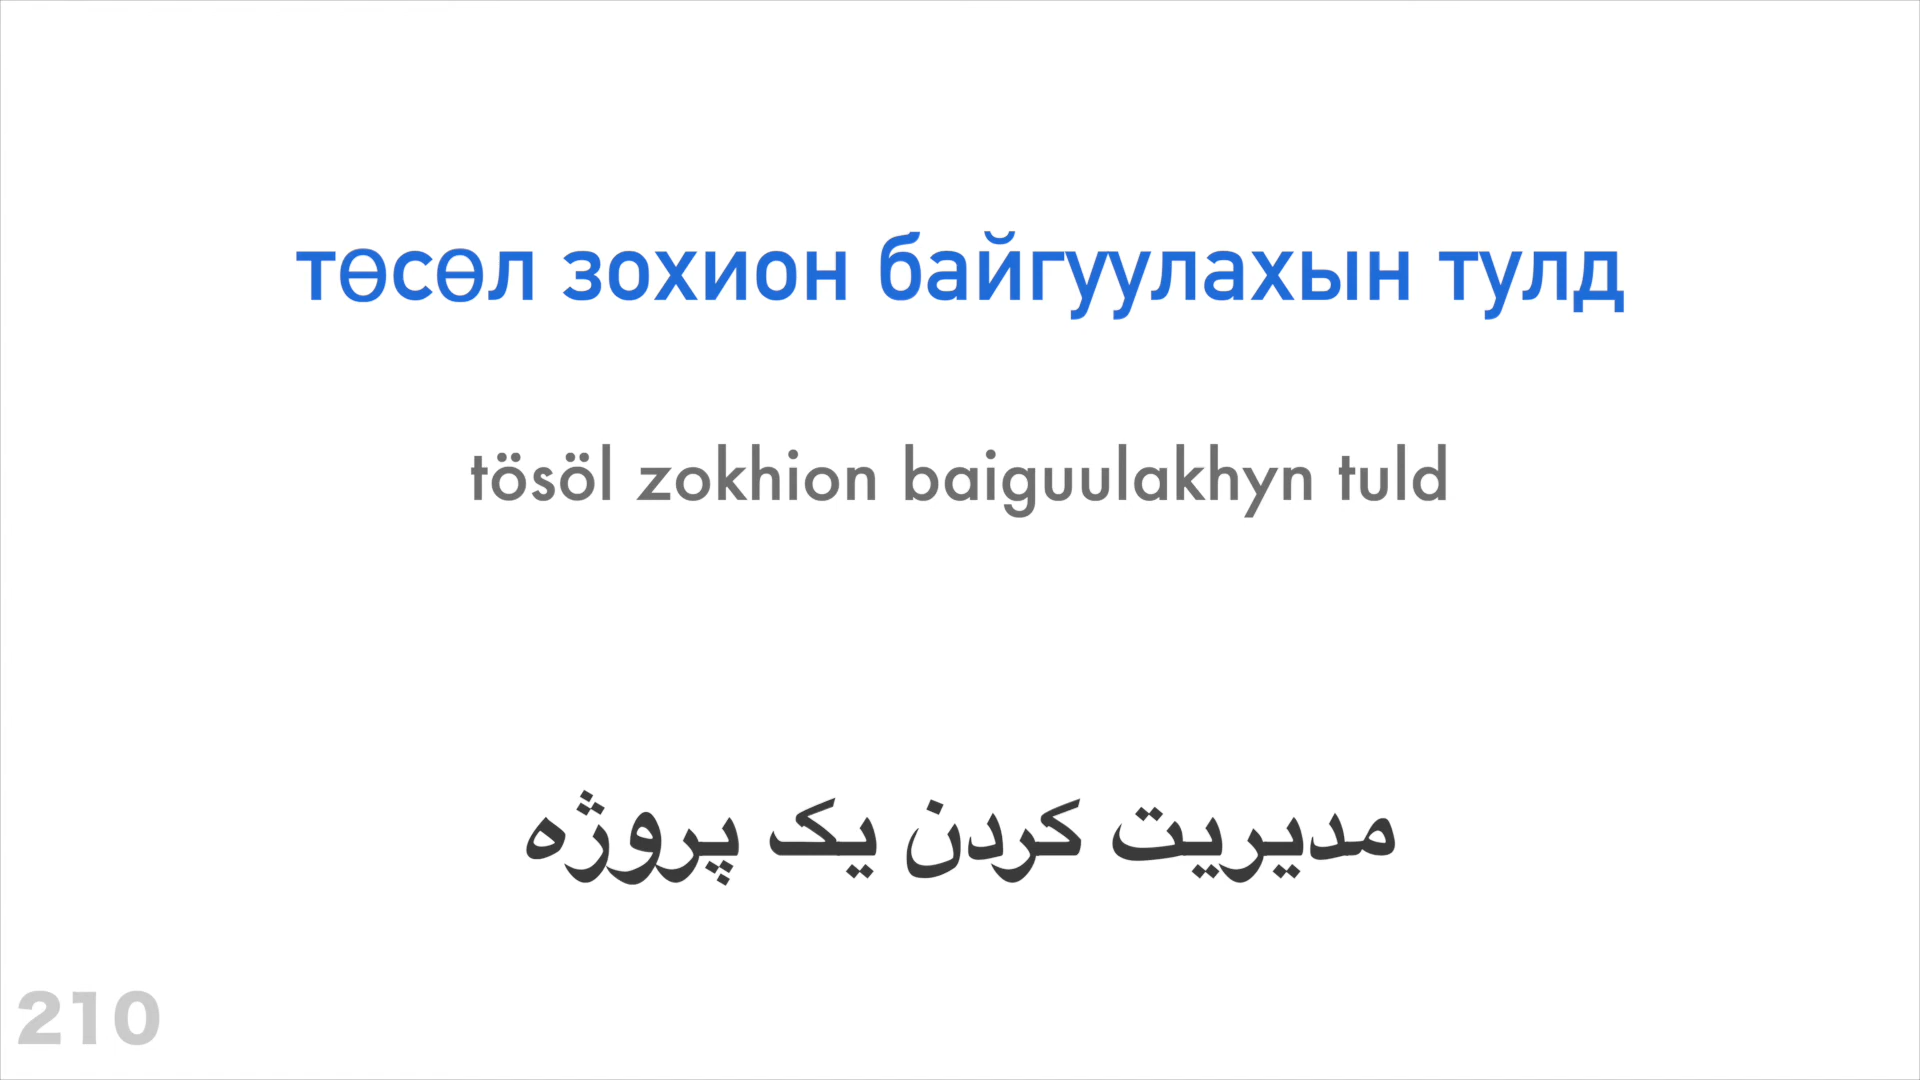 төсөл зохион байгуулахын тулд
tösöl zokhion baiguulakhyn tuld
مدیریت کردن یک پروژه
210